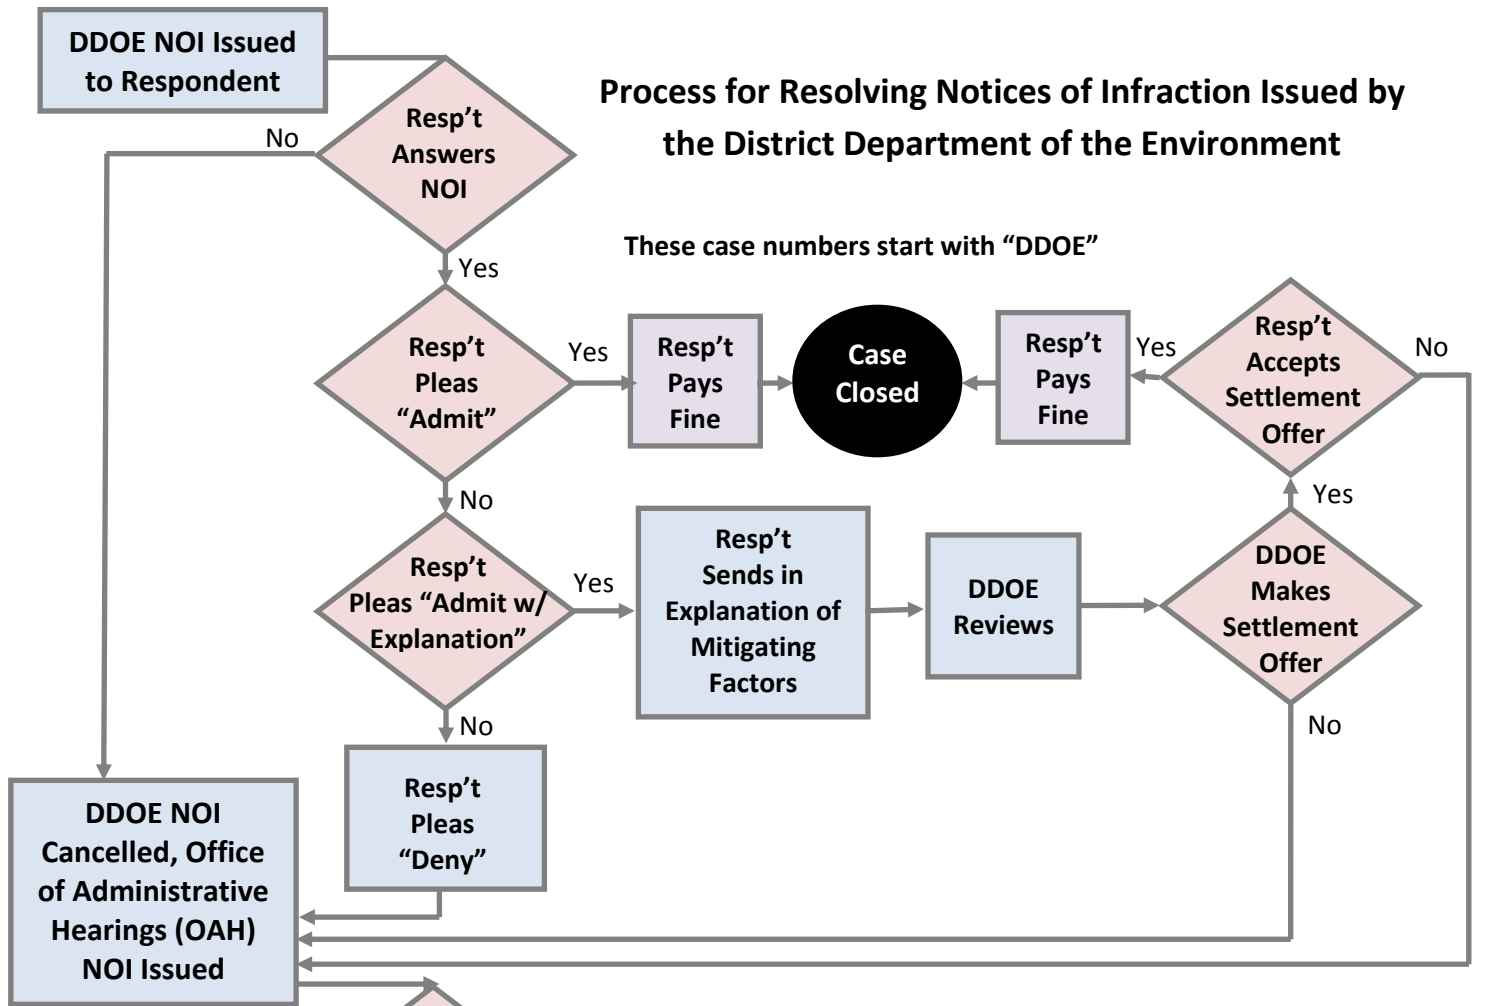 DDOE NOI Issued
to Respondent
Process for Resolving Notices of Infraction Issued by
the District Department of the Environment
No
Resp’t
Answers
NOI
These case numbers start with “DDOE”
Yes
Resp’t
Pleas
“Admit”
Yes
Resp’t
Pays
Fine
Case
Closed
Resp’t
Pays
Fine
Yes
Resp’t
Accepts
Settlement
Offer
No
No
Yes
Resp’t
Pleas “Admit w/
Explanation”
Yes
Resp’t
Sends in
Explanation of
Mitigating
Factors
DDOE
Reviews
DDOE
Makes
Settlement
Offer
No
No
Resp’t
Pleas
“Deny”
DDOE NOI
Cancelled, Office
of Administrative
Hearings (OAH)
NOI Issued